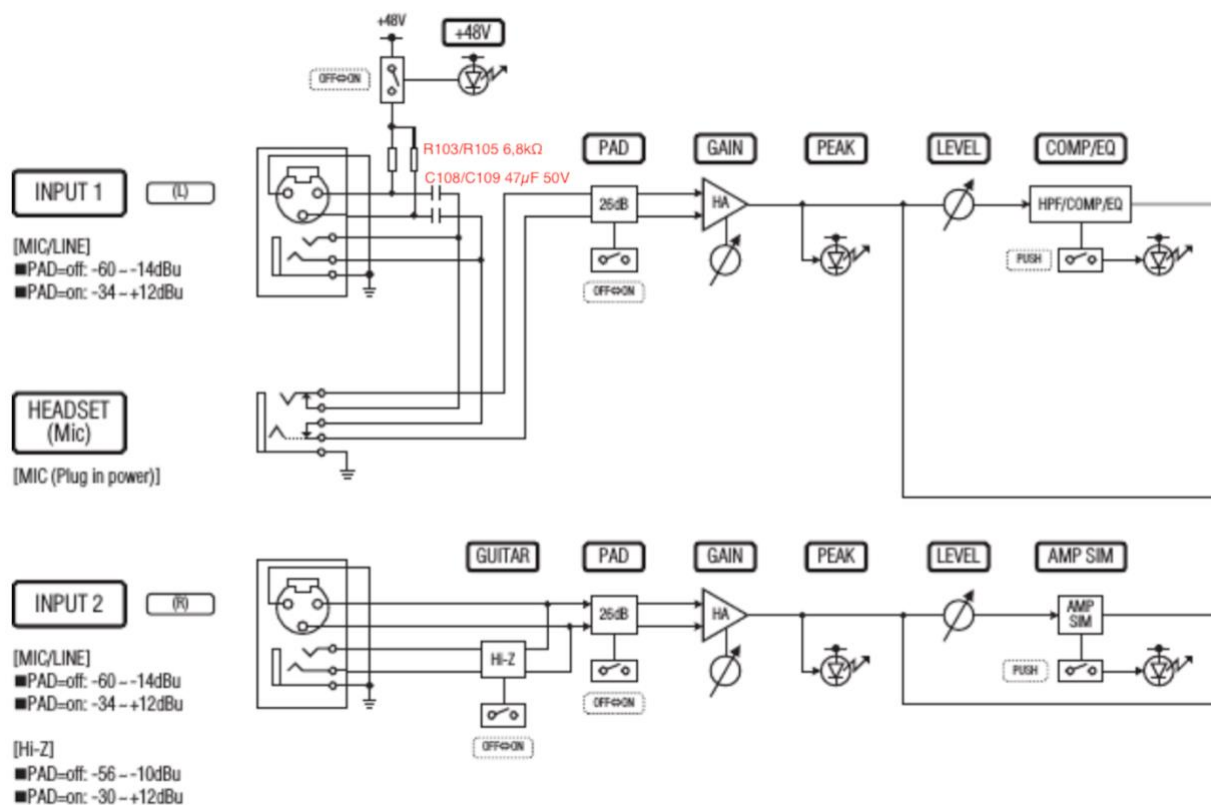 +48V
+48V
OFF⇔ON
R103/R105 6,8kΩ
C108/C109 47µF 50V
PAD
GAIN
PEAK
LEVEL
COMP/EQ
INPUT 1
(L)
26dB
HA
HPF/COMP/EQ
[MIC/LINE]
■PAD=off: -60 ~ -14dBu
■PAD=on: -34 ~ +12dBu
PUSH
OFF⇔ON
HEADSET
(Mic)
[MIC (Plug in power)]
GUITAR
PAD
GAIN
PEAK
LEVEL
AMP SIM
INPUT 2
(R)
26dB
HA
AMP
SIM
[MIC/LINE]
■PAD=off: -60 ~ -14dBu
■PAD=on: -34 ~ +12dBu
Hi-Z
PUSH
OFF⇔ON
OFF⇔ON
[Hi-Z]
■PAD=off: -56 ~ -10dBu
■PAD=on: -30 ~ +12dBu